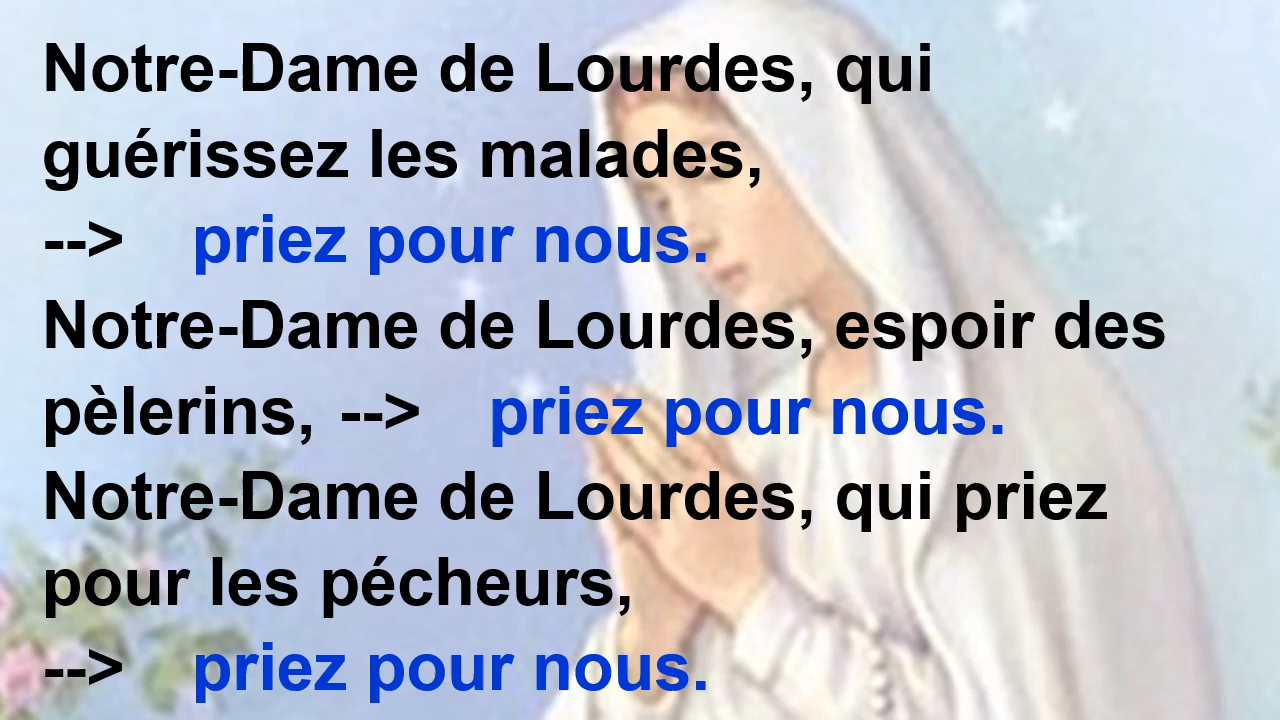 Notre-Dame de Lourdes, qui
guérissez les malades,
--> priez pour nous.
Notre-Dame de Lourdes, espoir des
pèlerins, --> priez pour nous.
Notre-Dame de Lourdes, qui priez
pour les pécheurs,
--> priez pour nous.